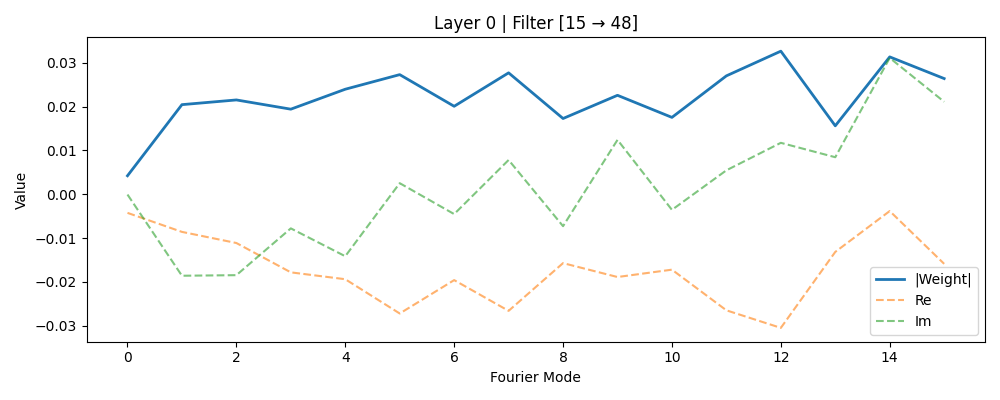 Layer 0 | Filter [15 → 48]
Value
0.03
0.02
0.01
0.00
−0.01
−0.02
−0.03
|Weight|
Re
Im
0 2 4 6 8 10 12 14
Fourier Mode